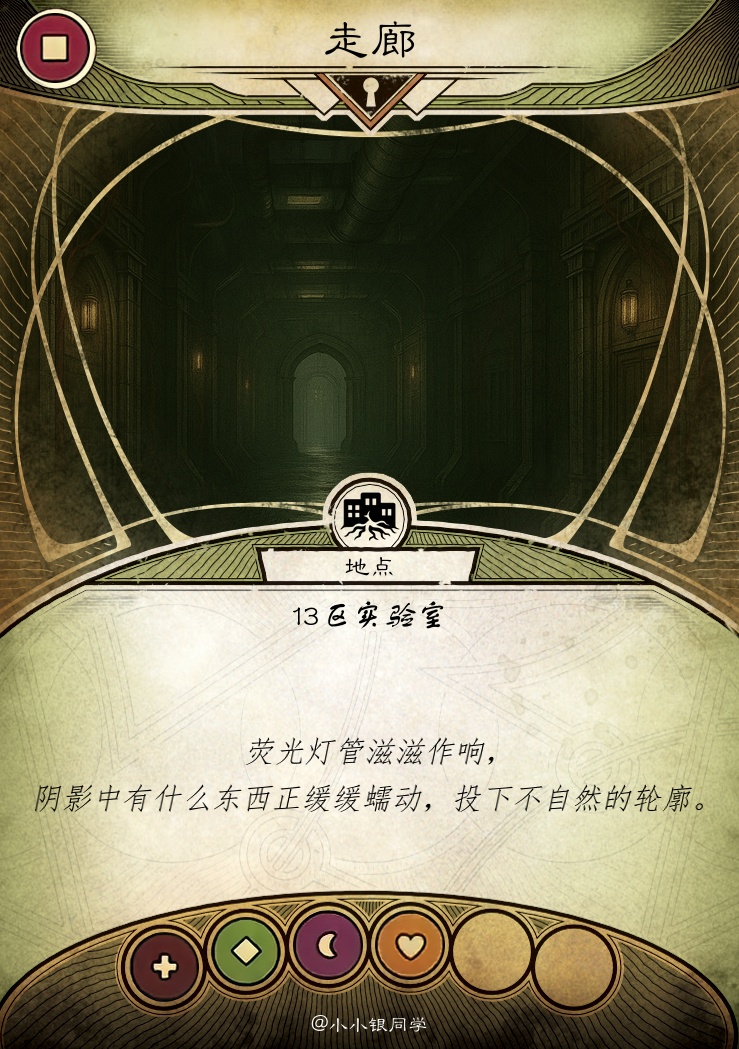 走廊
地点
13区实验室
荧光灯管滋滋作响，
阴影中有什么东西正缓缓蠕动，投下不自然的轮廓。
@小小银同学